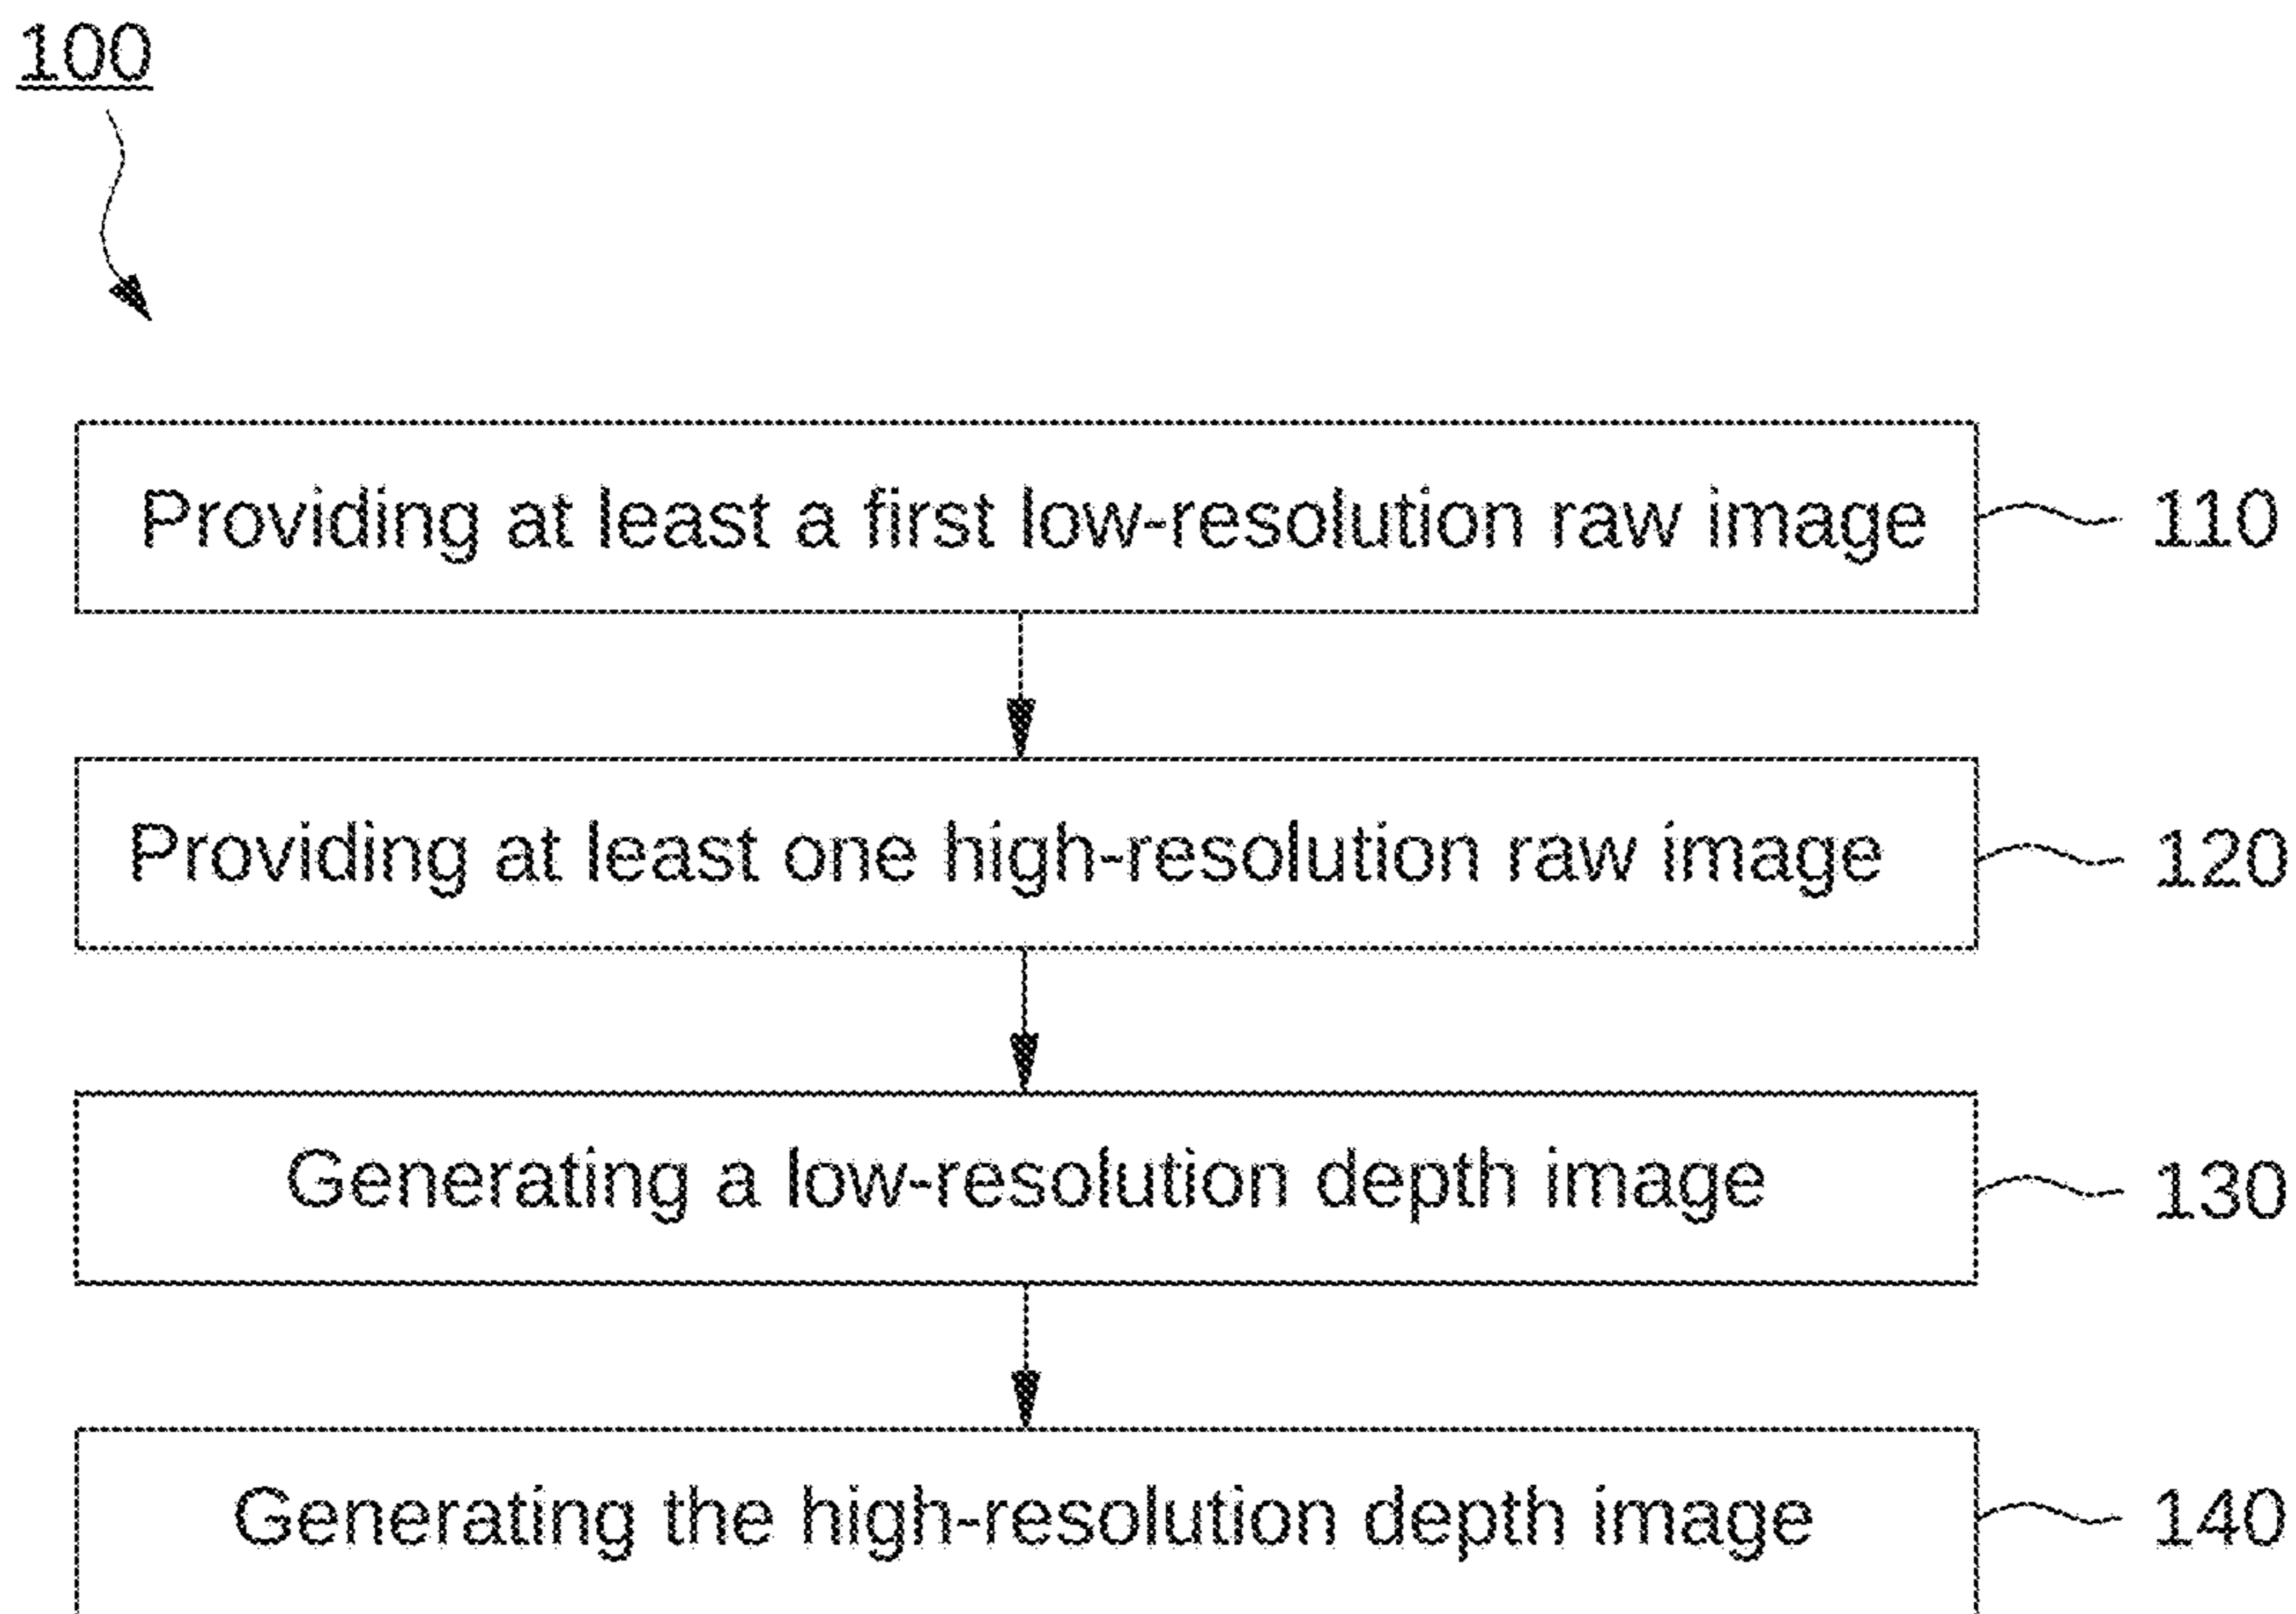 100
Providing at least a first low-resolution raw image
110
Providing at least one high-resolution raw image
120
Generating a low-resolution depth image
130
Generating the high-resolution depth image
140